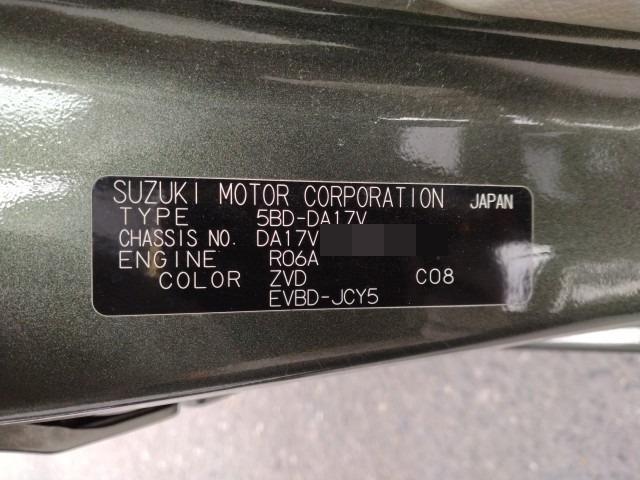 SUZUKI MOTOR CORPORATION JAPAN
TYPE 5BD-DA17V
CHASSIS NO. DA17V
ENGINE R06A
COLOR ZVD C08
EVBD-JCY5